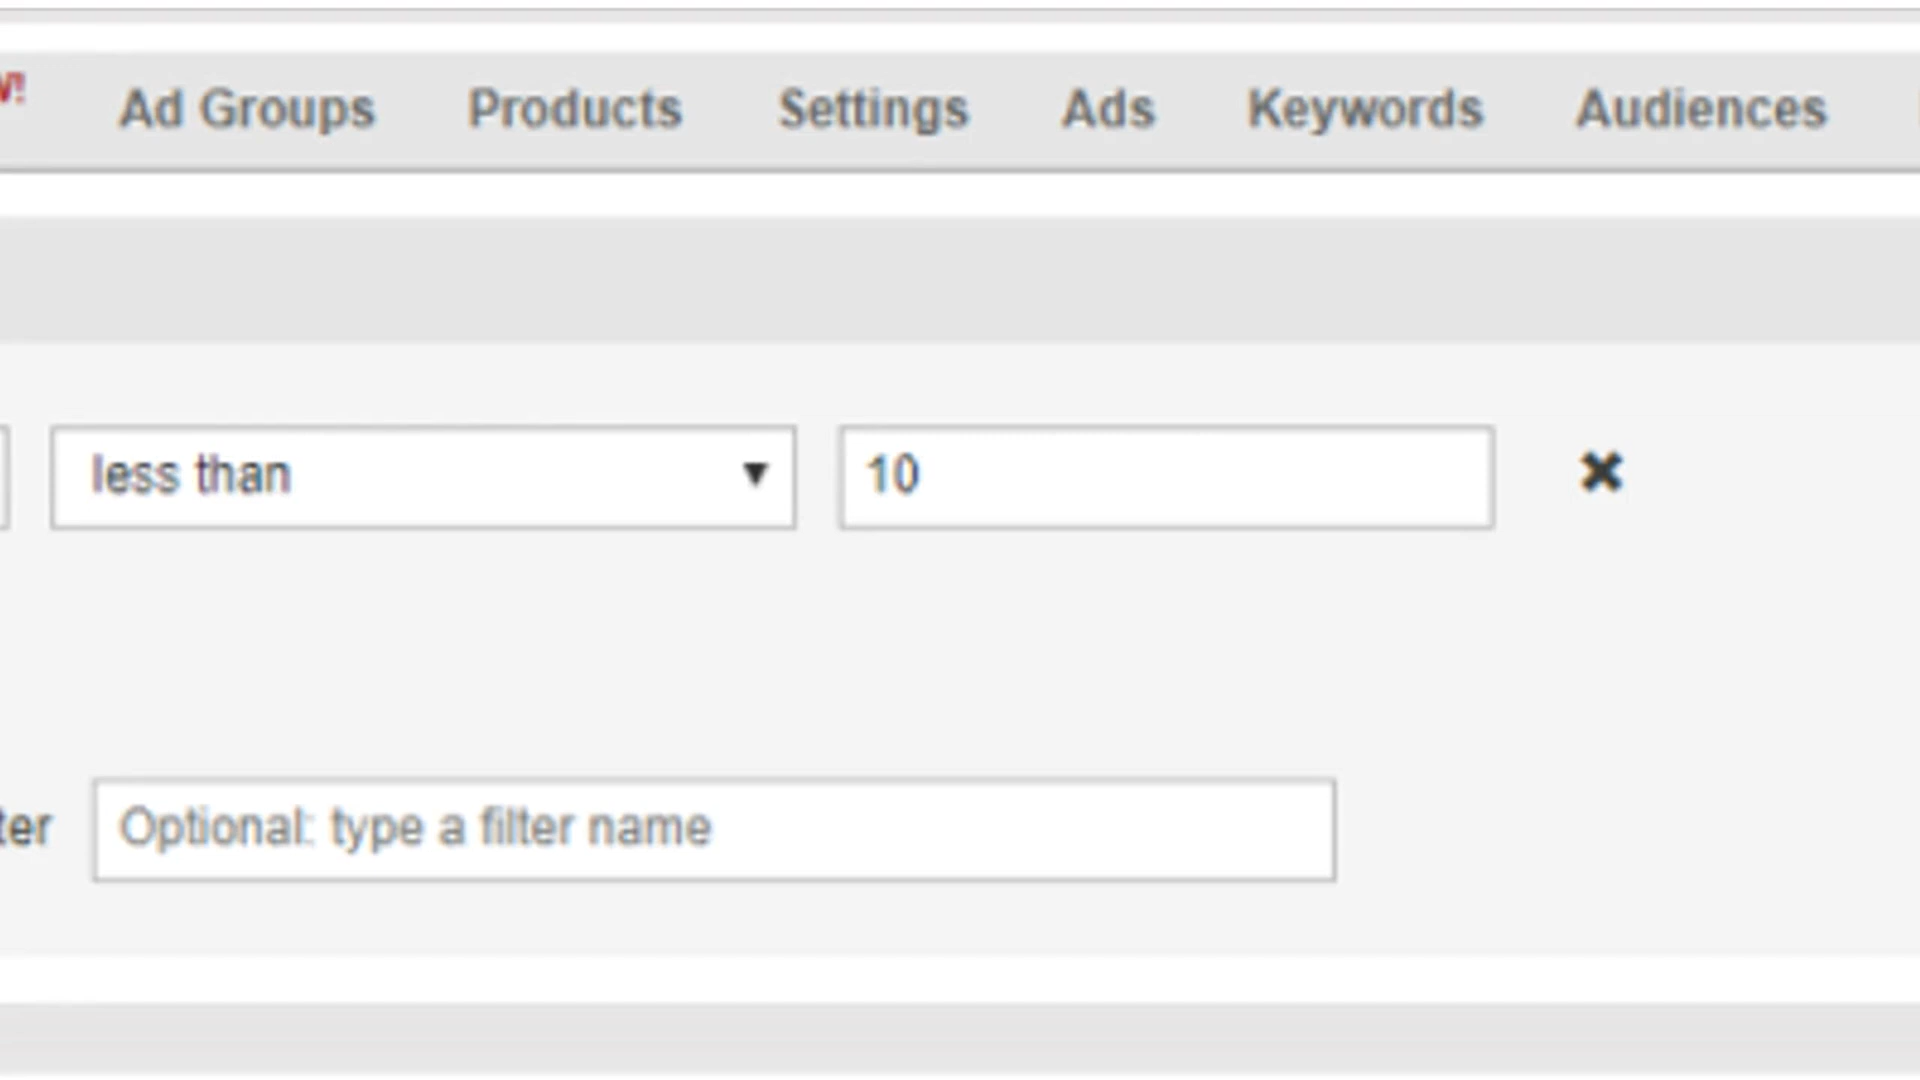 Ad Groups Products Settings Ads Keywords Audiences
less than 10
Optional: type a filter name